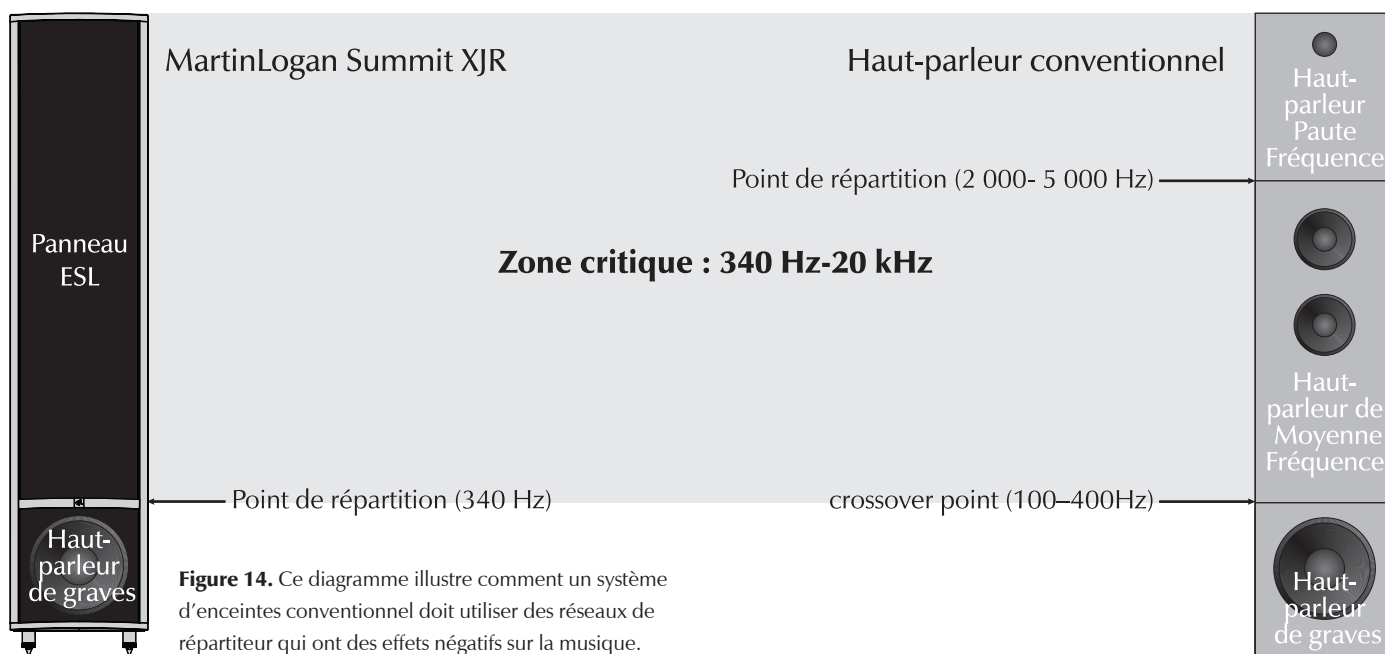 MartinLogan Summit XJR
Haut-parleur conventionnel
Haut-
parleur
Paute
Fréquence
Point de répartition (2 000- 5 000 Hz)
Panneau
ESL
Zone critique : 340 Hz-20 kHz
Haut-
parleur de
Moyenne
Fréquence
Point de répartition (340 Hz)
crossover point (100–400Hz)
Haut-
parleur
de graves
Figure 14. Ce diagramme illustre comment un système
d'enceintes conventionnel doit utiliser des réseaux de
répartiteur qui ont des effets négatifs sur la musique.
Haut-
parleur
de graves